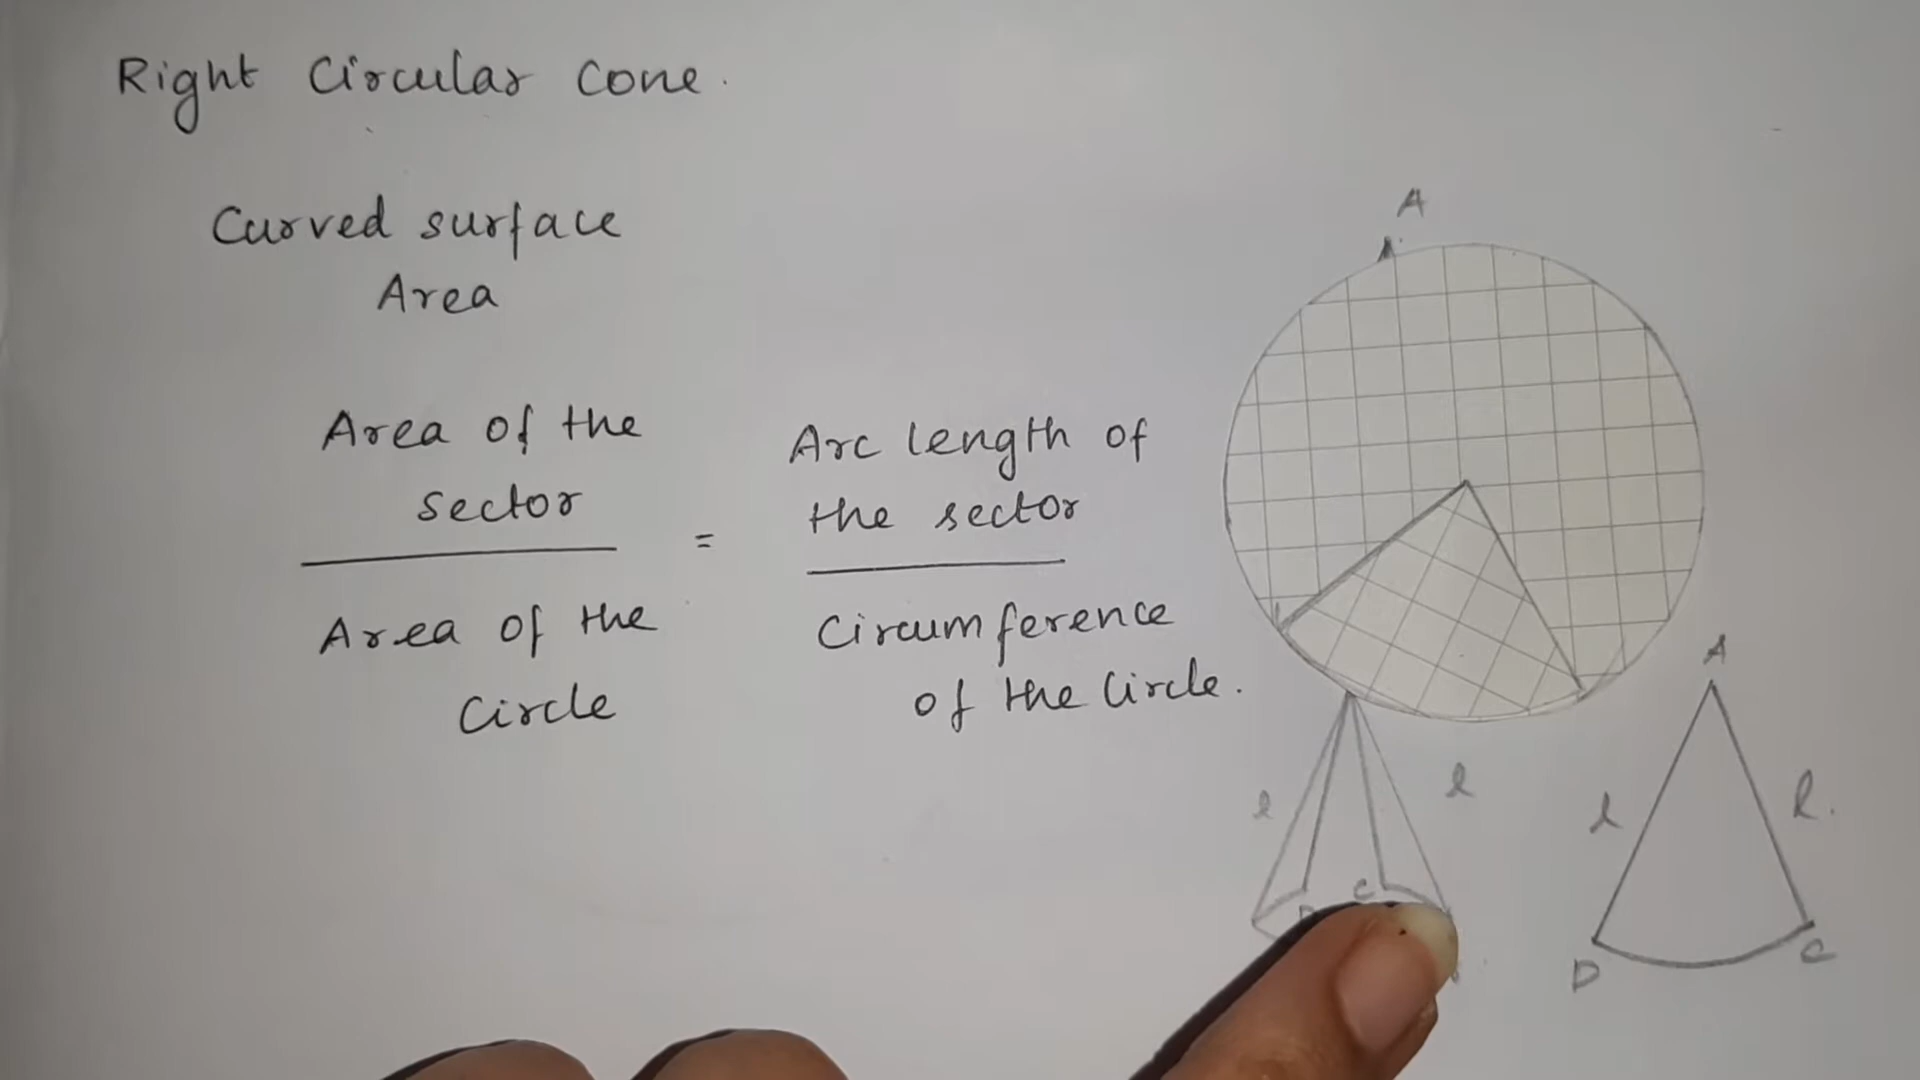 Right Circular Cone.
Curved surface
Area
Area of the
sector
Area of the
Circle
=
Arc length of
the sector
Circumference
of the Circle.
A
l
l
C
A
l
l.
D
C